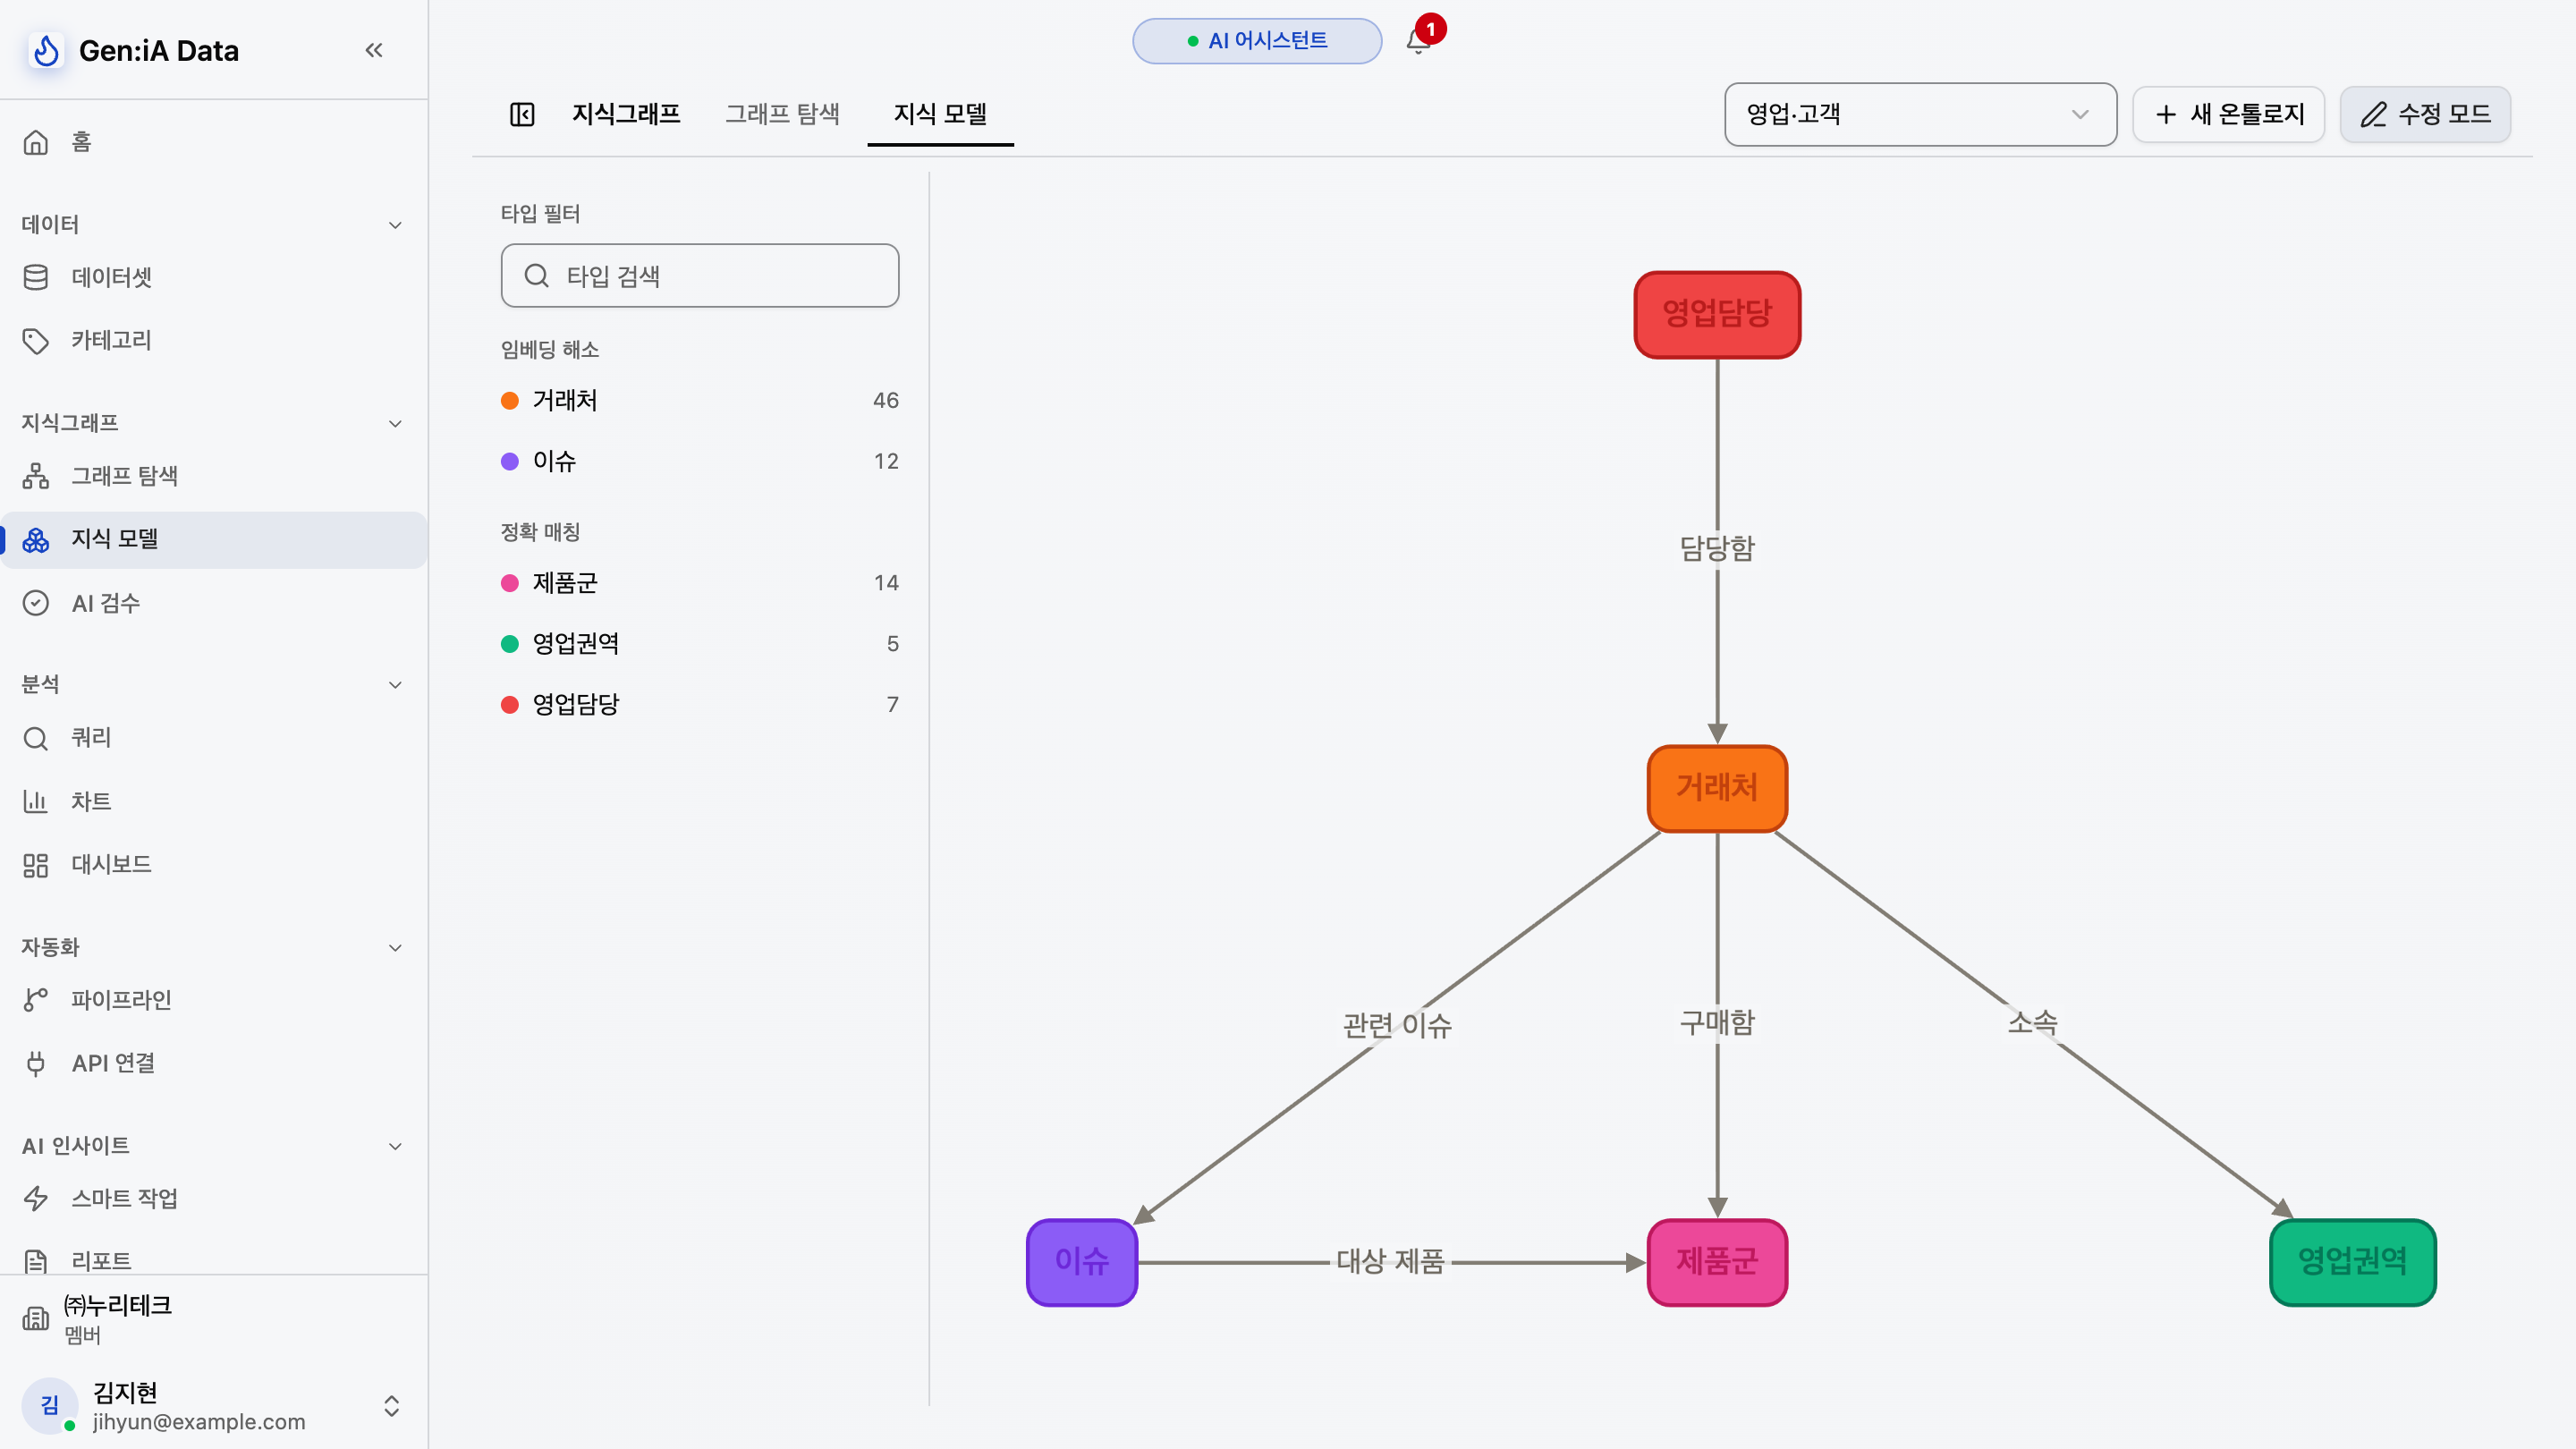 Gen:iA Data
홈
데이터
데이터셋
카테고리
지식그래프
그래프 탐색
지식 모델
AI 검수
분석
쿼리
차트
대시보드
자동화
파이프라인
API 연결
AI 인사이트
스마트 작업
리포트
㈜누리테크
멤버
김
김지현
jihyun@example.com
AI 어시스턴트
1
지식그래프
그래프 탐색
지식 모델
영업·고객
새 온톨로지
수정 모드
타입 필터
타입 검색
임베딩 해소
거래처 46
이슈 12
정확 매칭
제품군 14
영업권역 5
영업담당 7
영업담당
담당함
거래처
관련 이슈
구매함
소속
이슈
대상 제품
제품군
영업권역